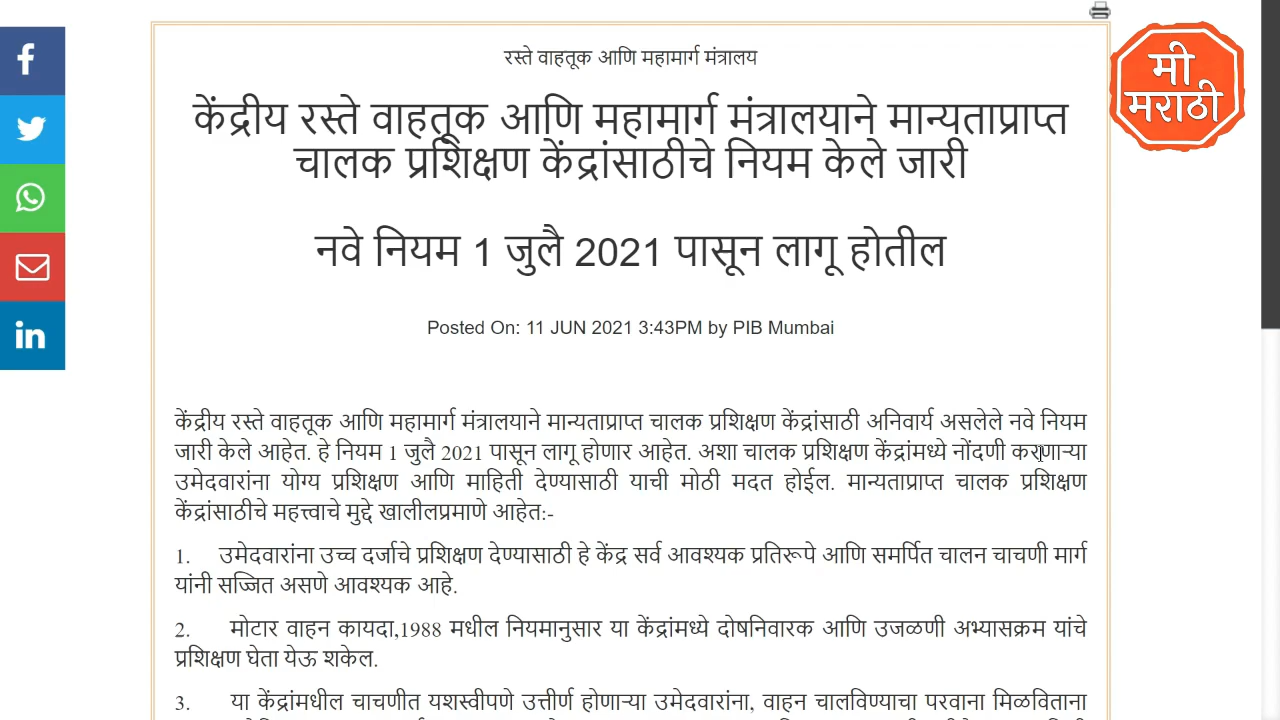 रस्ते वाहतूक आणि महामार्ग मंत्रालय
मी
मराठी
केंद्रीय रस्ते वाहतूक आणि महामार्ग मंत्रालयाने मान्यताप्राप्त
चालक प्रशिक्षण केंद्रांसाठीचे नियम केले जारी
नवे नियम 1 जुलै 2021 पासून लागू होतील
Posted On: 11 JUN 2021 3:43PM by PIB Mumbai
केंद्रीय रस्ते वाहतूक आणि महामार्ग मंत्रालयाने मान्यताप्राप्त चालक प्रशिक्षण केंद्रांसाठी अनिवार्य असलेले नवे नियम
जारी केले आहेत. हे नियम 1 जुलै 2021 पासून लागू होणार आहेत. अशा चालक प्रशिक्षण केंद्रांमध्ये नोंदणी करणाऱ्या
उमेदवारांना योग्य प्रशिक्षण आणि माहिती देण्यासाठी याची मोठी मदत होईल. मान्यताप्राप्त चालक प्रशिक्षण
केंद्रांसाठीचे महत्त्वाचे मुद्दे खालीलप्रमाणे आहेत:-
1. उमेदवारांना उच्च दर्जाचे प्रशिक्षण देण्यासाठी हे केंद्र सर्व आवश्यक प्रतिरूपे आणि समर्पित चालन चाचणी मार्ग
यांनी सज्जित असणे आवश्यक आहे.
2. मोटार वाहन कायदा,1988 मधील नियमानुसार या केंद्रांमध्ये दोषनिवारक आणि उजळणी अभ्यासक्रम यांचे
प्रशिक्षण घेता येऊ शकेल.
3. या केंद्रांमधील चाचणीत यशस्वीपणे उत्तीर्ण होणाऱ्या उमेदवारांना, वाहन चालविण्याचा परवाना मिळविताना